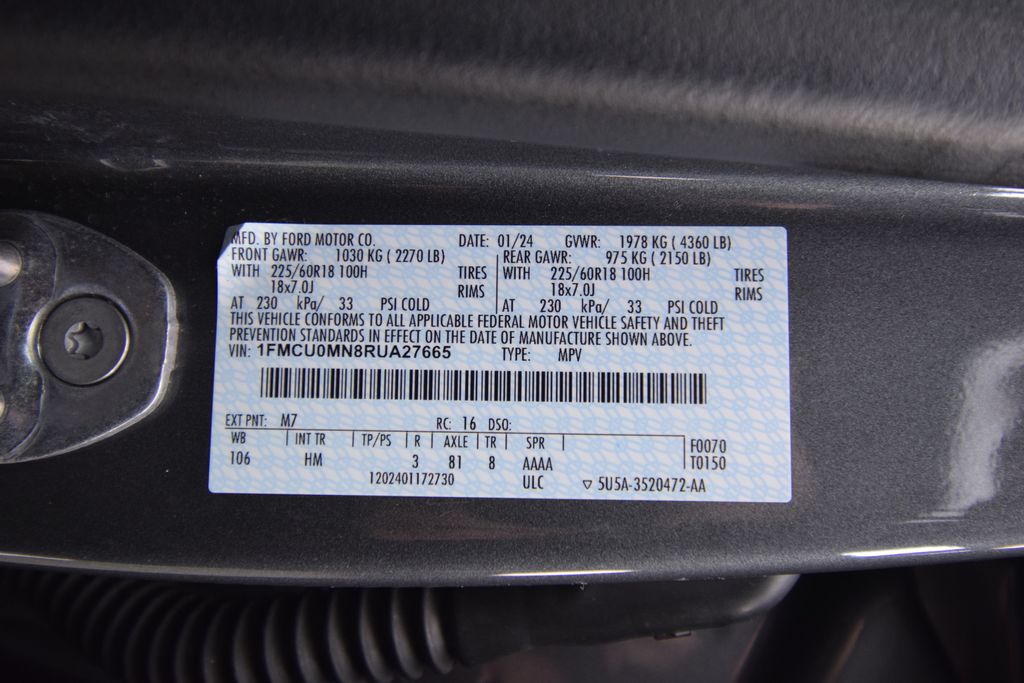 MFD. BY FORD MOTOR CO. DATE: 01/24 GVWR: 1978 KG ( 4360 LB)
FRONT GAWR: 1030 KG ( 2270 LB) REAR GAWR: 975 KG ( 2150 LB)
WITH 225/60R18 100H TIRES WITH 225/60R18 100H TIRES
18x7.0J RIMS 18x7.0J RIMS
AT 230 kPa/ 33 PSI COLD AT 230 kPa/ 33 PSI COLD
THIS VEHICLE CONFORMS TO ALL APPLICABLE FEDERAL MOTOR VEHICLE SAFETY AND THEFT
PREVENTION STANDARDS IN EFFECT ON THE DATE OF MANUFACTURE SHOWN ABOVE.
VIN: 1FMCU0MN8RUA27665 TYPE: MPV
EXT PNT: M7 RC: 16 DSO:
WB INT TR TP/PS R AXLE TR SPR F0070
106 HM 3 81 8 AAAA T0150
1202401172730 ULC ▽ 5U5A-3520472-AA